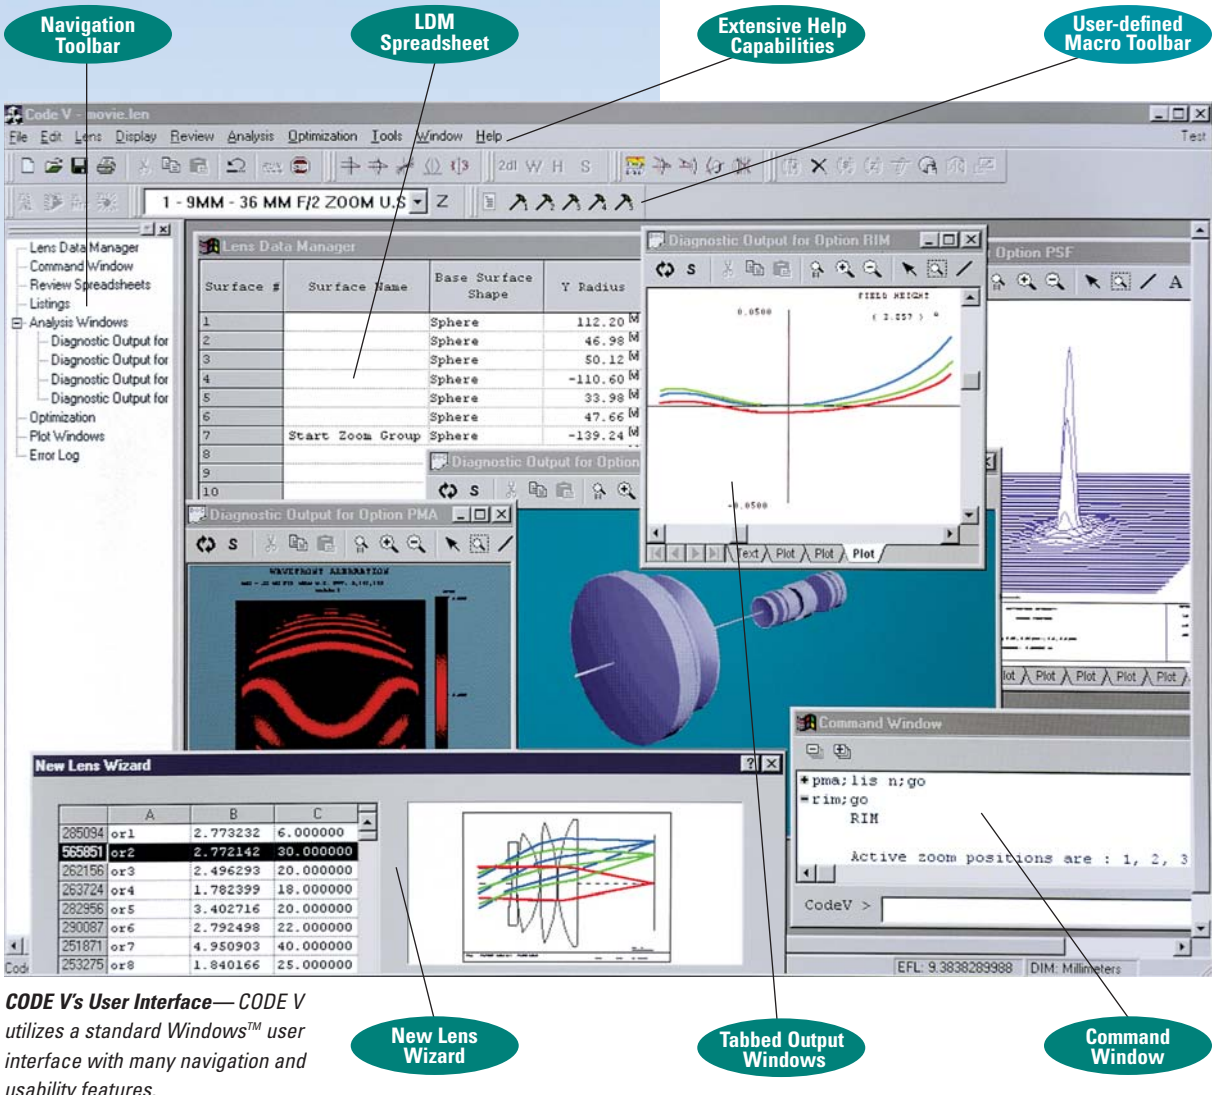 Navigation
Toolbar
LDM
Spreadsheet
Extensive Help
Capabilities
User-defined
Macro Toolbar
Code V - movie.len
File Edit Lens Display Review Analysis Optimization Tools Window Help
Test
2dl W H S
1 - 9MM - 36 MM F/2 ZOOM U.S
Z
Lens Data Manager
Command Window
Review Spreadsheets
Listings
Analysis Windows
Diagnostic Output for
Diagnostic Output for
Diagnostic Output for
Diagnostic Output for
Optimization
Plot Windows
Error Log
Lens Data Manager
Surface # Surface Name Base Surface Shape Y Radius
1 Sphere 112.20 M
2 Sphere 46.98 M
3 Sphere 50.12 M
4 Sphere -110.60 M
5 Sphere 33.98 M
6 Sphere 47.66 M
7 Start Zoom Group Sphere -139.24 M
8
9
10
Diagnostic Output for Option RIM
S
FIELD HEIGHT
( 2.857 ) °
0.0500
-0.0500
Text Plot Plot Plot
Option PSF
A
Plot Plot Plot Plot
Diagnostic Output for Option
S
Diagnostic Output for Option PMA
S
WAVEFRONT ABERRATION
Command Window
pma;lis n;go
rim;go
RIM
Active zoom positions are : 1, 2, 3
CodeV >
New Lens Wizard
A B C
285094 or1 2.773232 6.000000
565851 or2 2.772142 30.000000
262156 or3 2.496293 20.000000
263724 or4 1.782399 18.000000
282956 or5 3.402716 20.000000
290087 or6 2.792498 22.000000
251871 or7 4.950903 40.000000
253275 or8 1.840166 25.000000
Code
EFL: 9.3838289988 DIM: Millimeters
CODE V's User Interface—CODE V
utilizes a standard Windows™ user
interface with many navigation and
usability features.
New Lens
Wizard
Tabbed Output
Windows
Command
Window